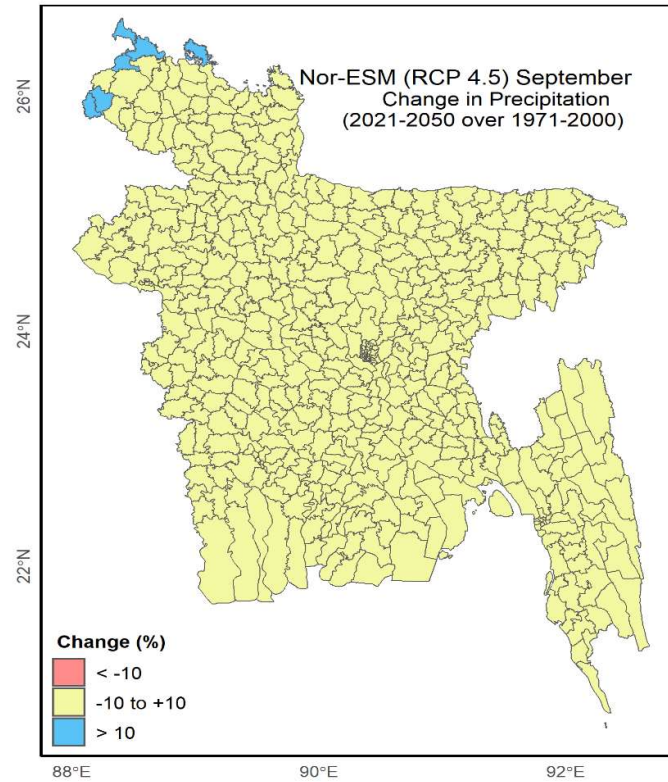 Nor-ESM (RCP 4.5) September
Change in Precipitation
(2021-2050 over 1971-2000)
26°N
24°N
22°N
Change (%)
< -10
-10 to +10
> 10
88°E
90°E
92°E